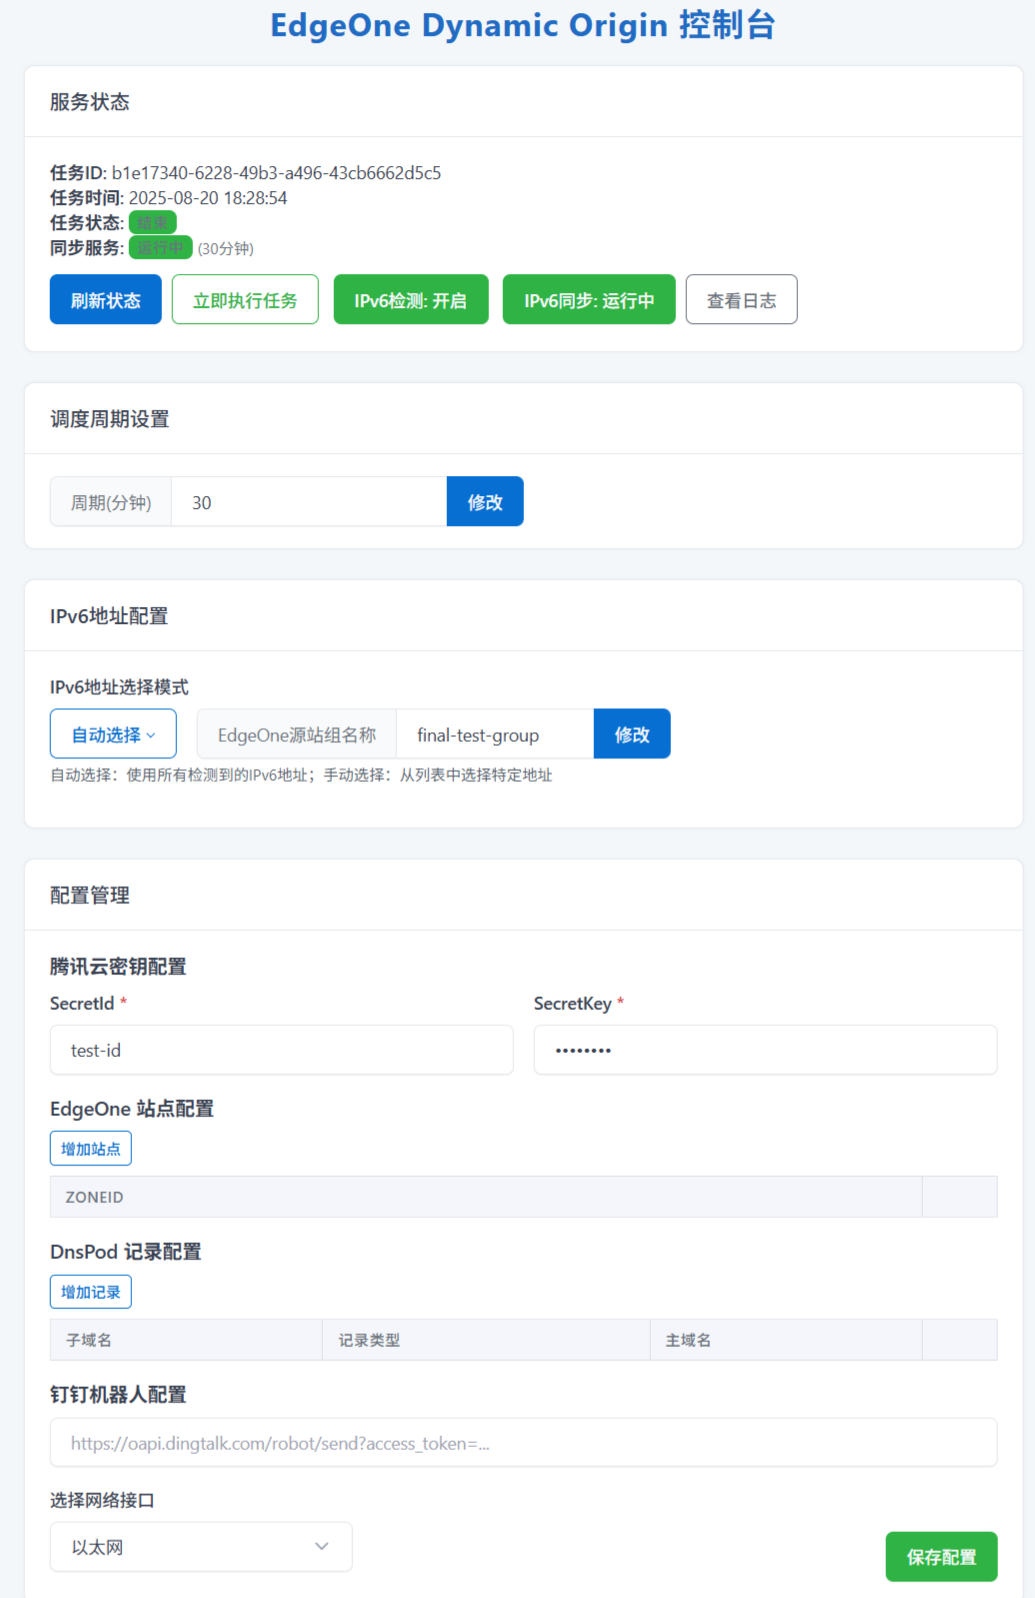 EdgeOne Dynamic Origin 控制台
服务状态
任务ID: b1e17340-6228-49b3-a496-43cb6662d5c5
任务时间: 2025-08-20 18:28:54
任务状态: 结束
同步服务: 运行中 (30分钟)
刷新状态 立即执行任务 IPv6检测: 开启 IPv6同步: 运行中 查看日志
调度周期设置
周期(分钟) 30 修改
IPv6地址配置
IPv6地址选择模式
自动选择 EdgeOne源站组名称 final-test-group 修改
自动选择：使用所有检测到的IPv6地址；手动选择：从列表中选择特定地址
配置管理
腾讯云密钥配置
SecretId * SecretKey *
test-id ••••••••
EdgeOne 站点配置
增加站点
ZONEID
DnsPod 记录配置
增加记录
子域名 记录类型 主域名
钉钉机器人配置
https://oapi.dingtalk.com/robot/send?access_token=...
选择网络接口
以太网
保存配置